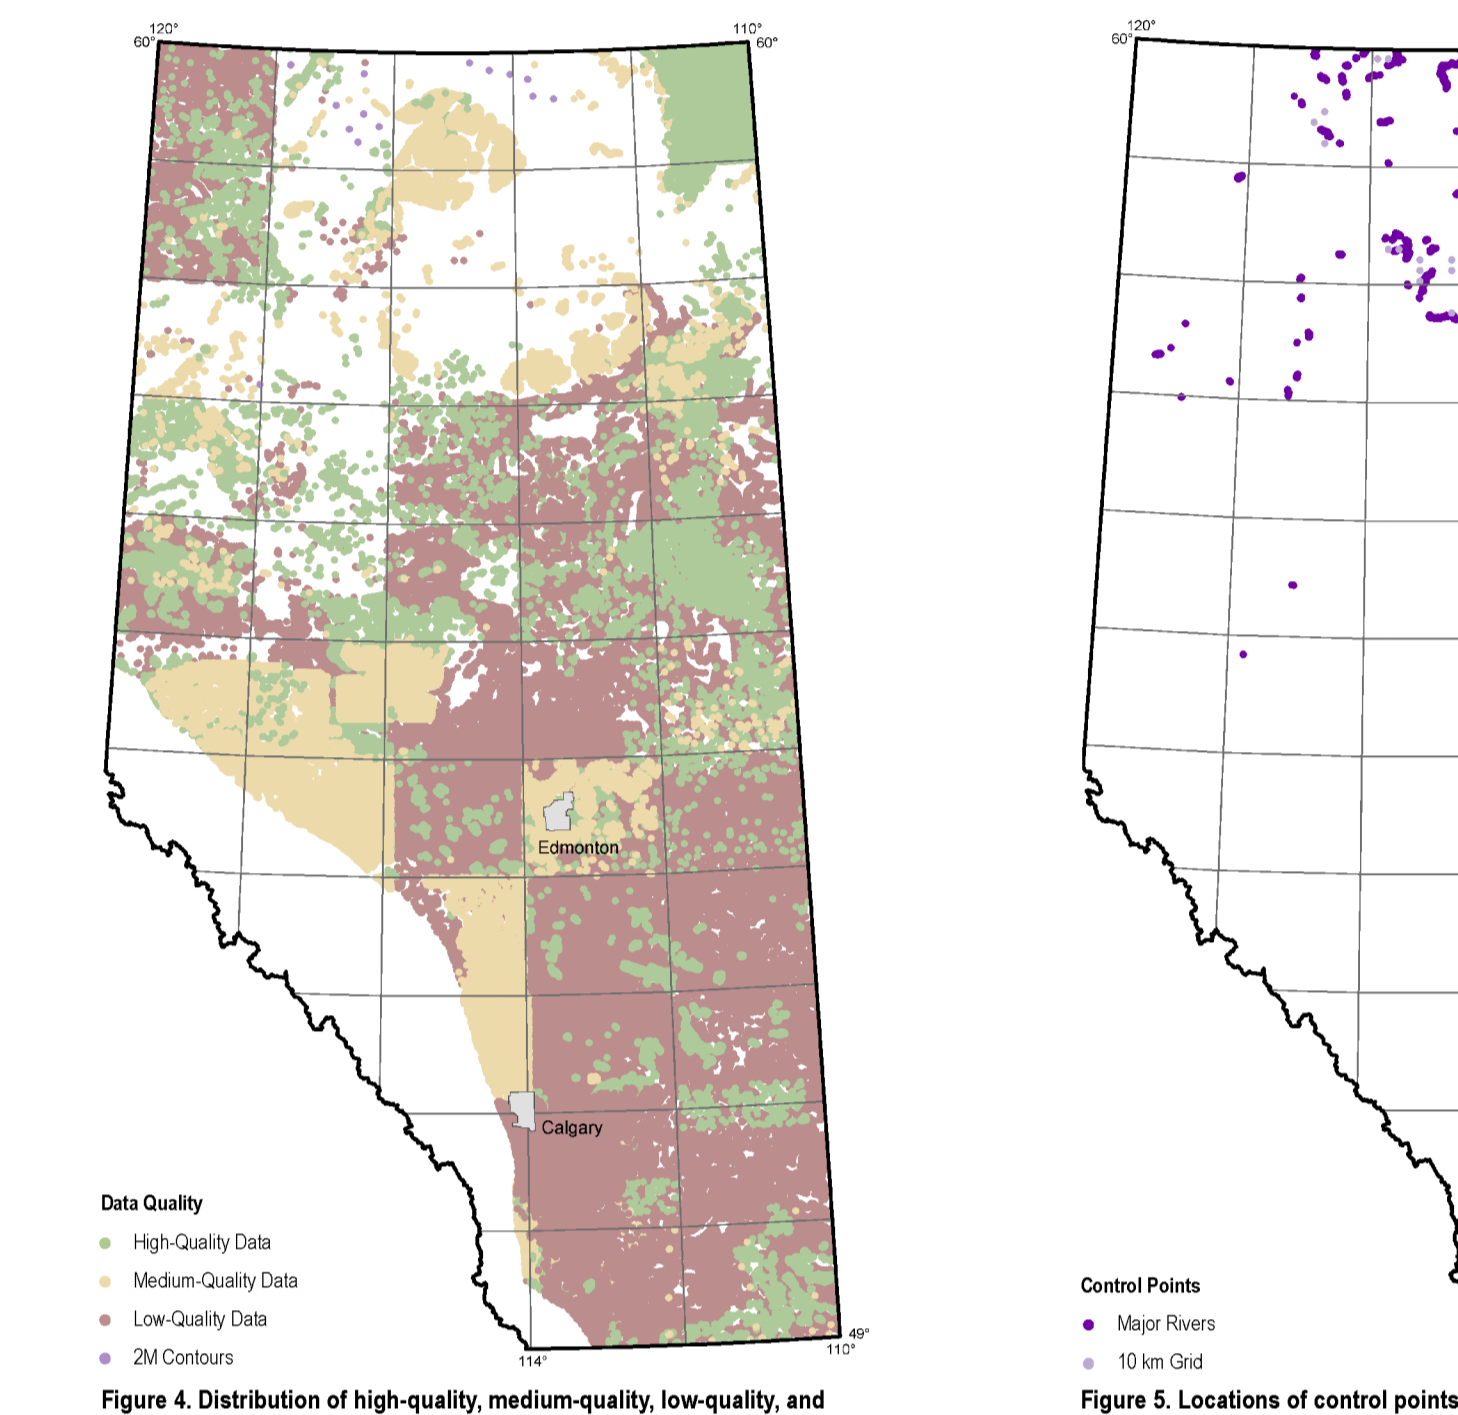 120°
110°
60°
60°
Edmonton
Calgary
49°
110°
114°
Data Quality
High-Quality Data
Medium-Quality Data
Low-Quality Data
2M Contours
Figure 4. Distribution of high-quality, medium-quality, low-quality, and
120°
60°
Control Points
Major Rivers
10 km Grid
Figure 5. Locations of control points